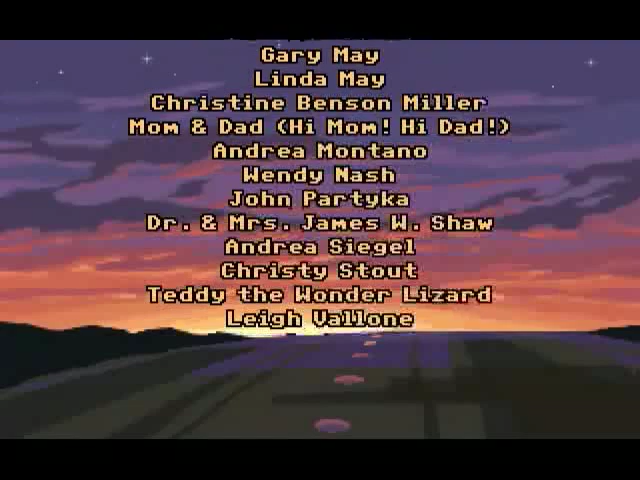 Gary May
Linda May
Christine Benson Miller
Mom & Dad (Hi Mom! Hi Dad!)
Andrea Montano
Wendy Nash
John Partyka
Dr. & Mrs. James W. Shaw
Andrea Siegel
Christy Stout
Teddy the Wonder Lizard
Leigh Vallone